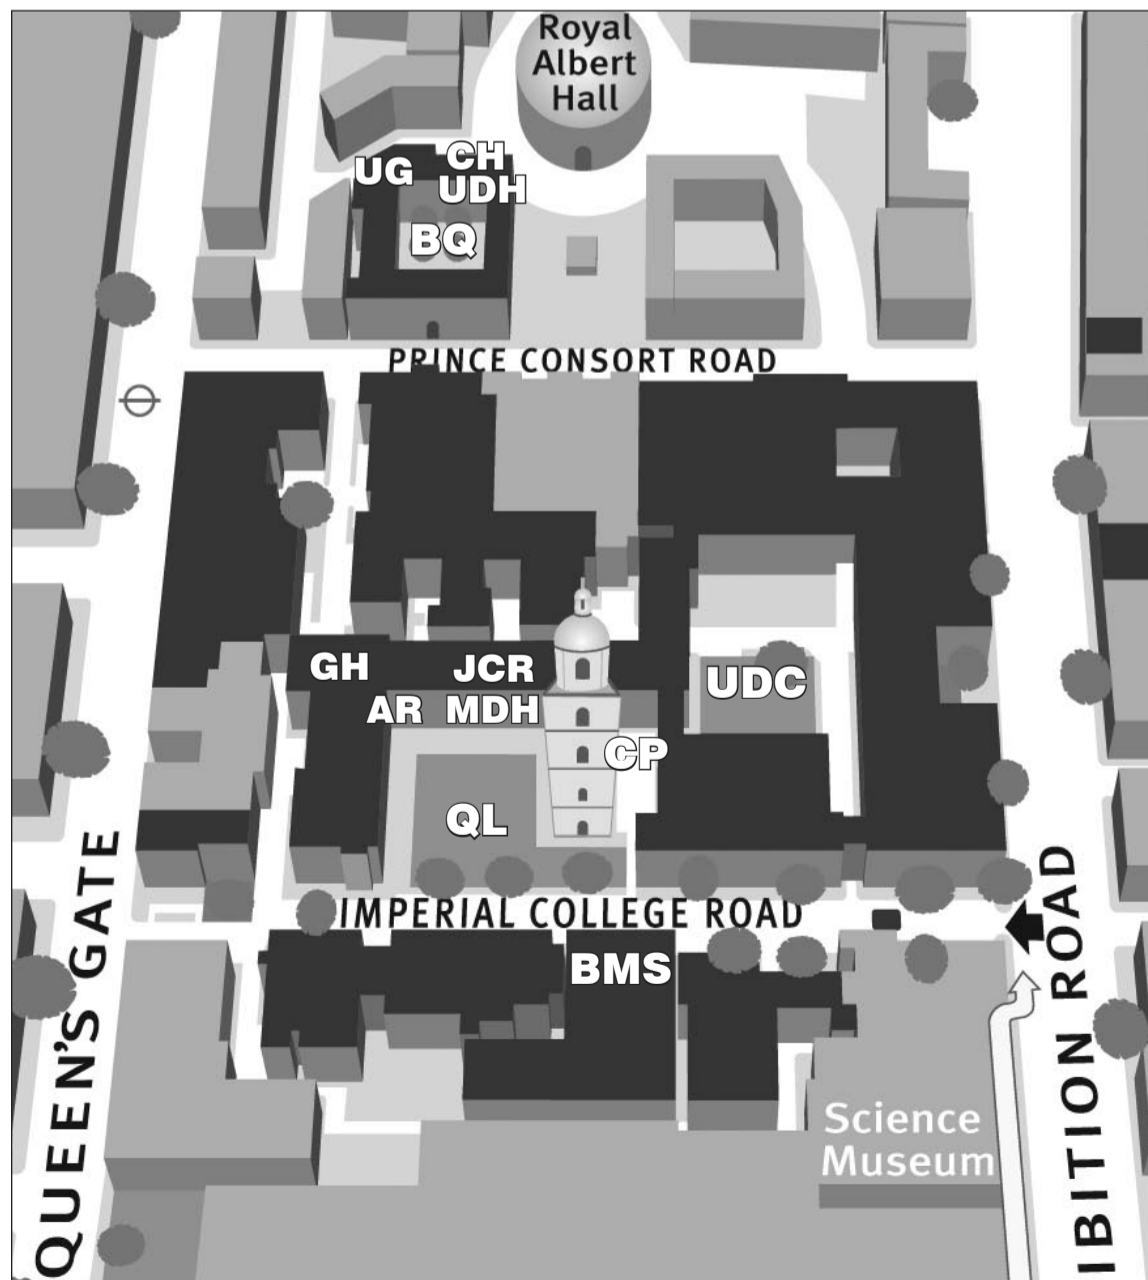 Royal
Albert
Hall
UG
CH
UDH
BQ
PRINCE CONSORT ROAD
GH
JCR
AR
MDH
UDC
CP
QL
IMPERIAL COLLEGE ROAD
BMS
QUEEN'S GATE
IBITION ROAD
Science
Museum